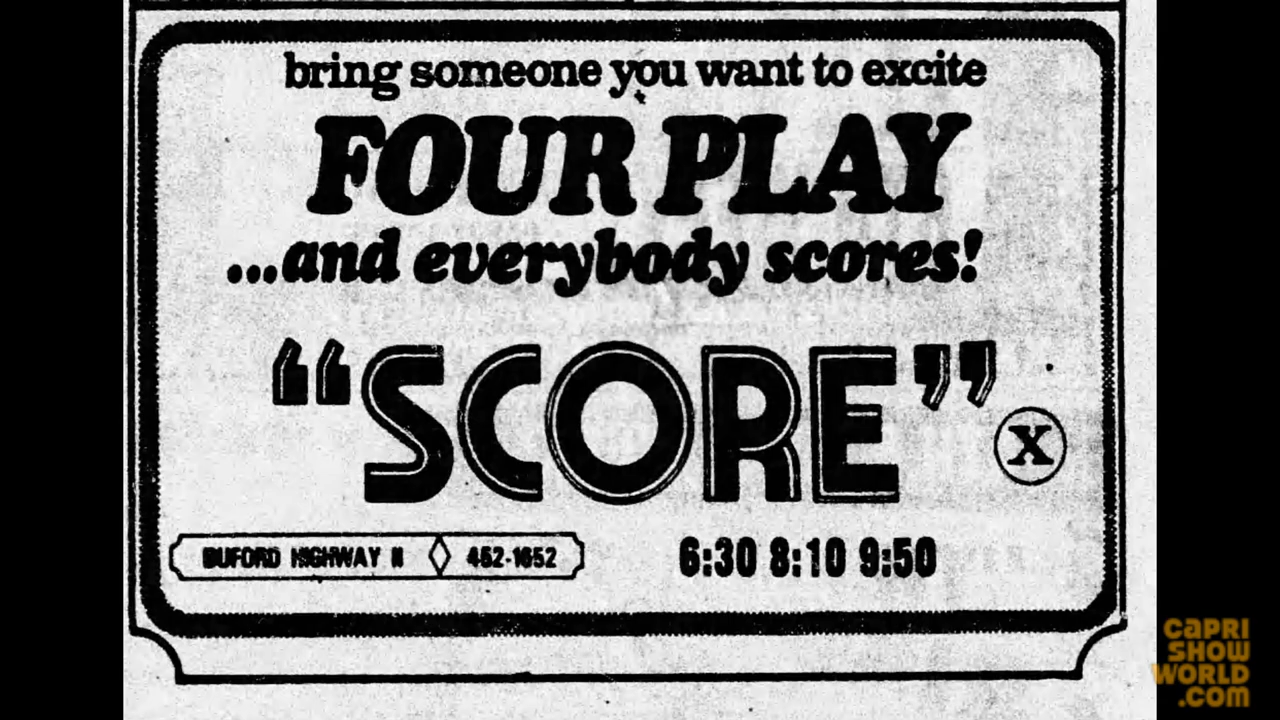 bring someone you want to excite
FOUR PLAY
...and everybody scores!
“SCORE” X
BUFORD HIGHWAY II 452-1652
6:30 8:10 9:50
CAPRI
SHOW
WORLD
.COM